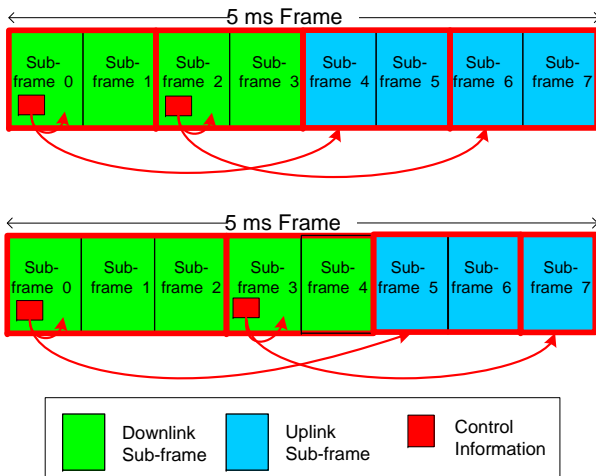 5 ms Frame
Sub-
frame 0
Sub-
frame 1
Sub-
frame 2
Sub-
frame 3
Sub-
frame 4
Sub-
frame 5
Sub-
frame 6
Sub-
frame 7
5 ms Frame
Sub-
frame 0
Sub-
frame 1
Sub-
frame 2
Sub-
frame 3
Sub-
frame 4
Sub-
frame 5
Sub-
frame 6
Sub-
frame 7
Downlink
Sub-frame
Uplink
Sub-frame
Control
Information